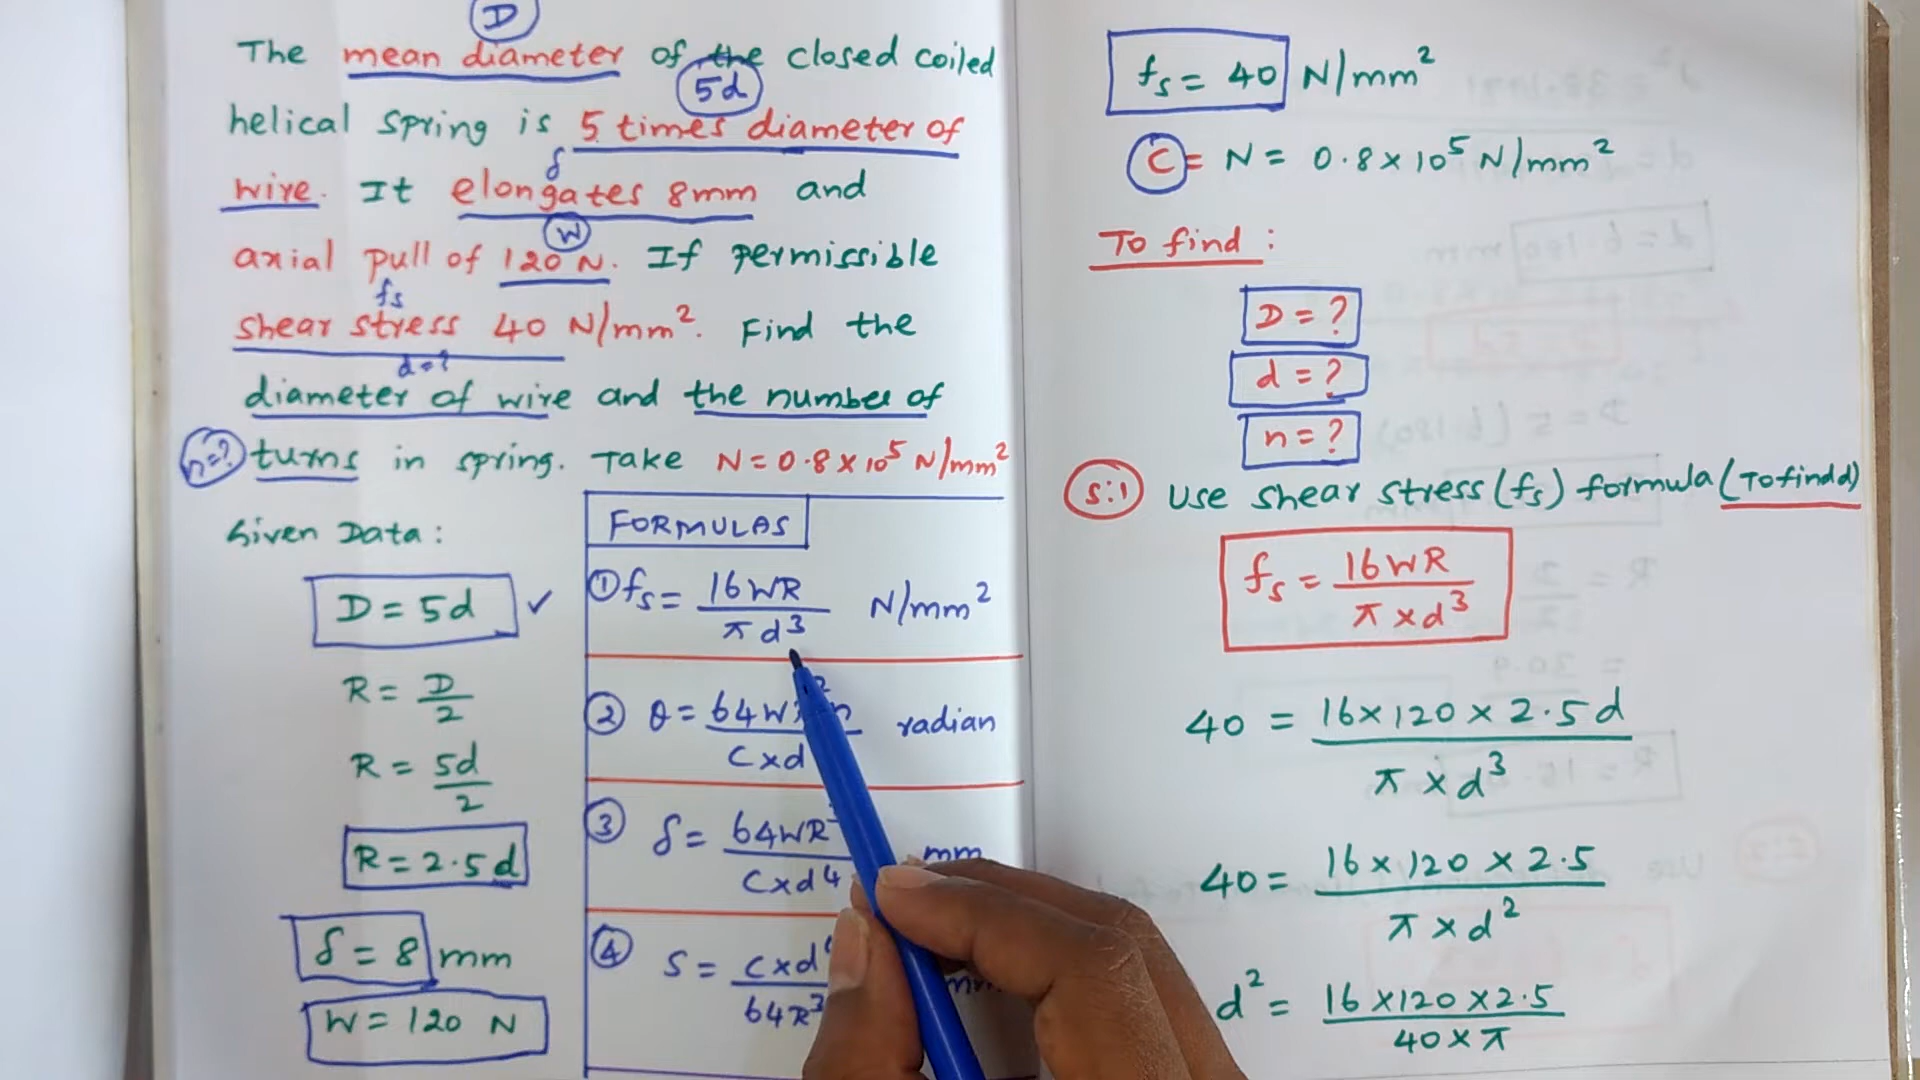 D
The mean diameter of the closed coiled
5d
helical spring is 5 times diameter of
δ
wire. It elongates 8mm and
W
axial pull of 120 N. If permissible
fs
shear stress 40 N/mm². Find the
d=?
diameter of wire and the number of
n=? turns in spring. Take N=0.8×10⁵ N/mm²
Given Data:
D = 5d ✓
R = D/2
R = 5d/2
R = 2.5d
δ = 8 mm
W = 120 N
FORMULAS
① fs = 16WR/πd³ N/mm²
② θ = 64W n/C×d radian
③ δ = 64WR/C×d⁴ mm
④ S = C×d/64R³
fs = 40 N/mm²
C = N = 0.8×10⁵ N/mm²
To find:
D = ?
d = ?
n = ?
S:1 Use shear stress (fs) formula (To find d)
fs = 16WR/π×d³
40 = 16×120×2.5d/π×d³
40 = 16×120×2.5/π×d²
d² = 16×120×2.5/40×π